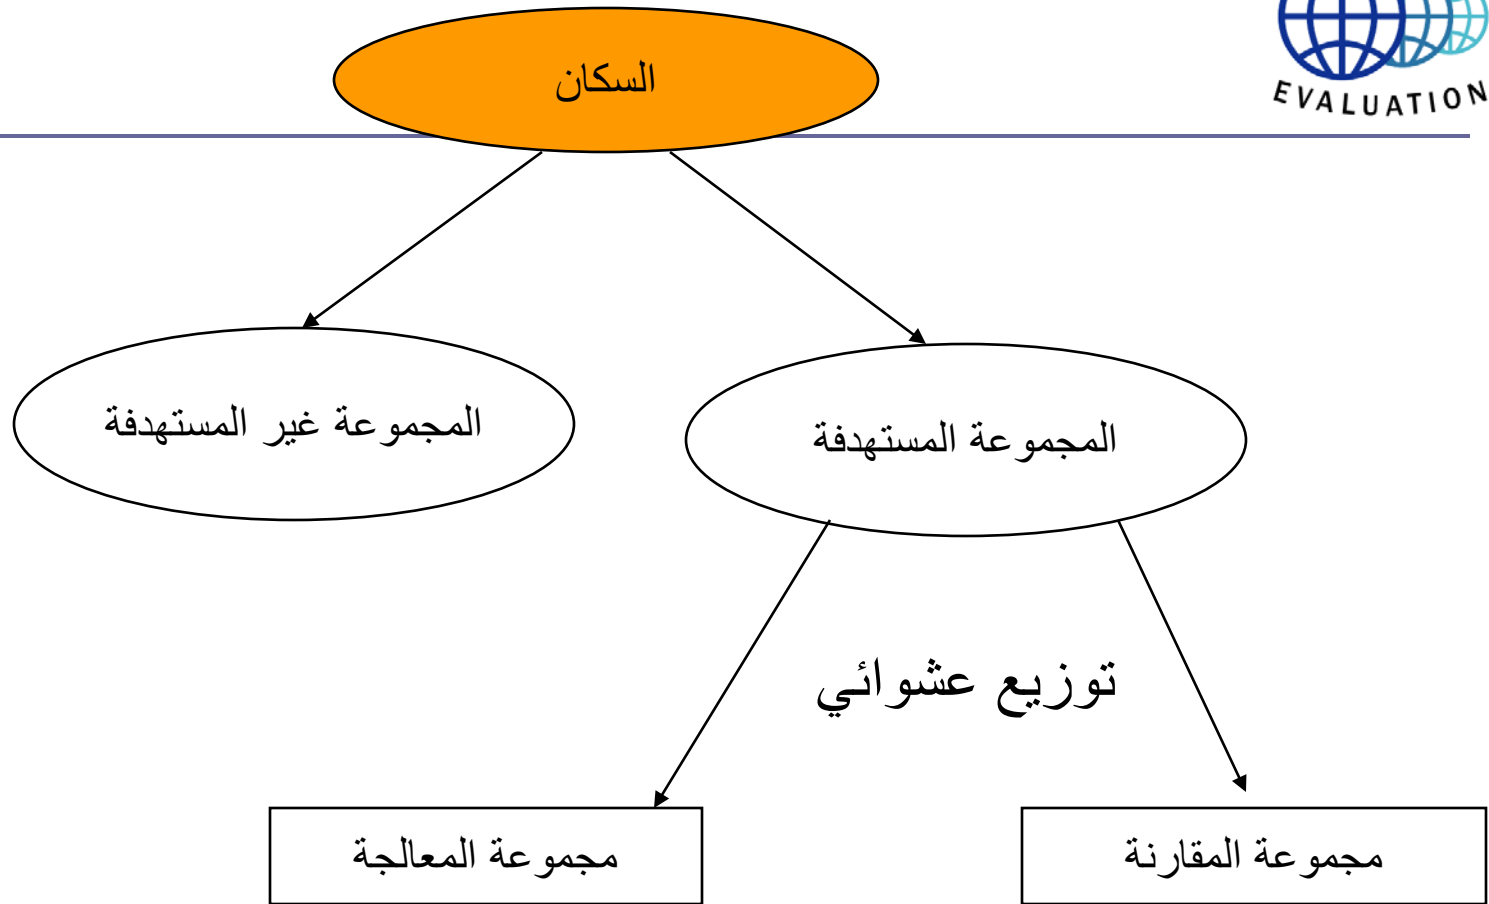 السكان
EVALUATION
المجموعة المستهدفة
المجموعة غير المستهدفة
توزيع عشوائي
مجموعة المقارنة
مجموعة المعالجة